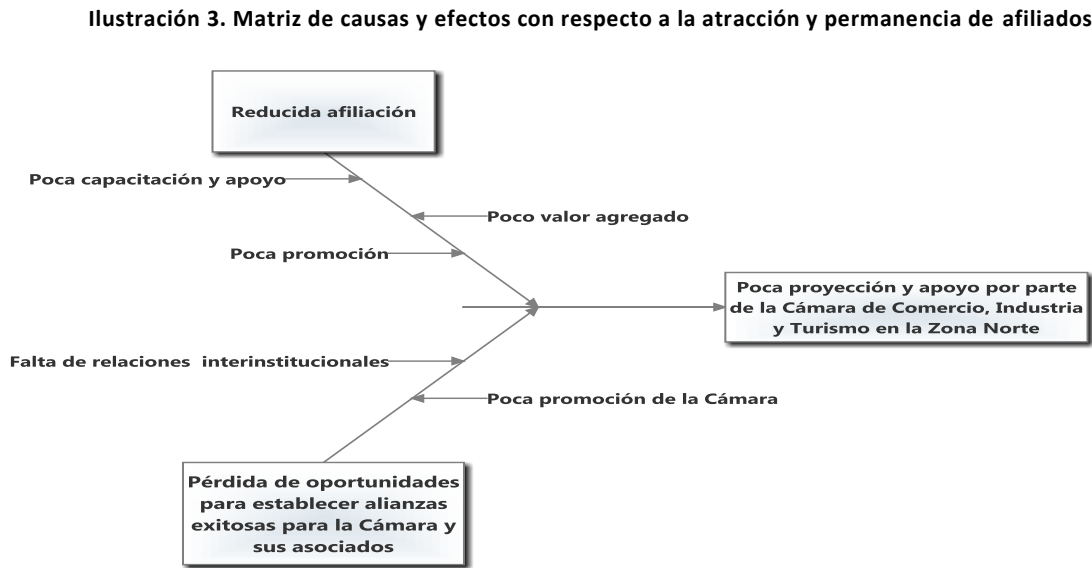 Ilustración 3. Matriz de causas y efectos con respecto a la atracción y permanencia de afiliados
Reducida afiliación
Poca capacitación y apoyo
Poco valor agregado
Poca promoción
Poca proyección y apoyo por parte
de la Cámara de Comercio, Industria
y Turismo en la Zona Norte
Falta de relaciones interinstitucionales
Poca promoción de la Cámara
Pérdida de oportunidades
para establecer alianzas
exitosas para la Cámara y
sus asociados